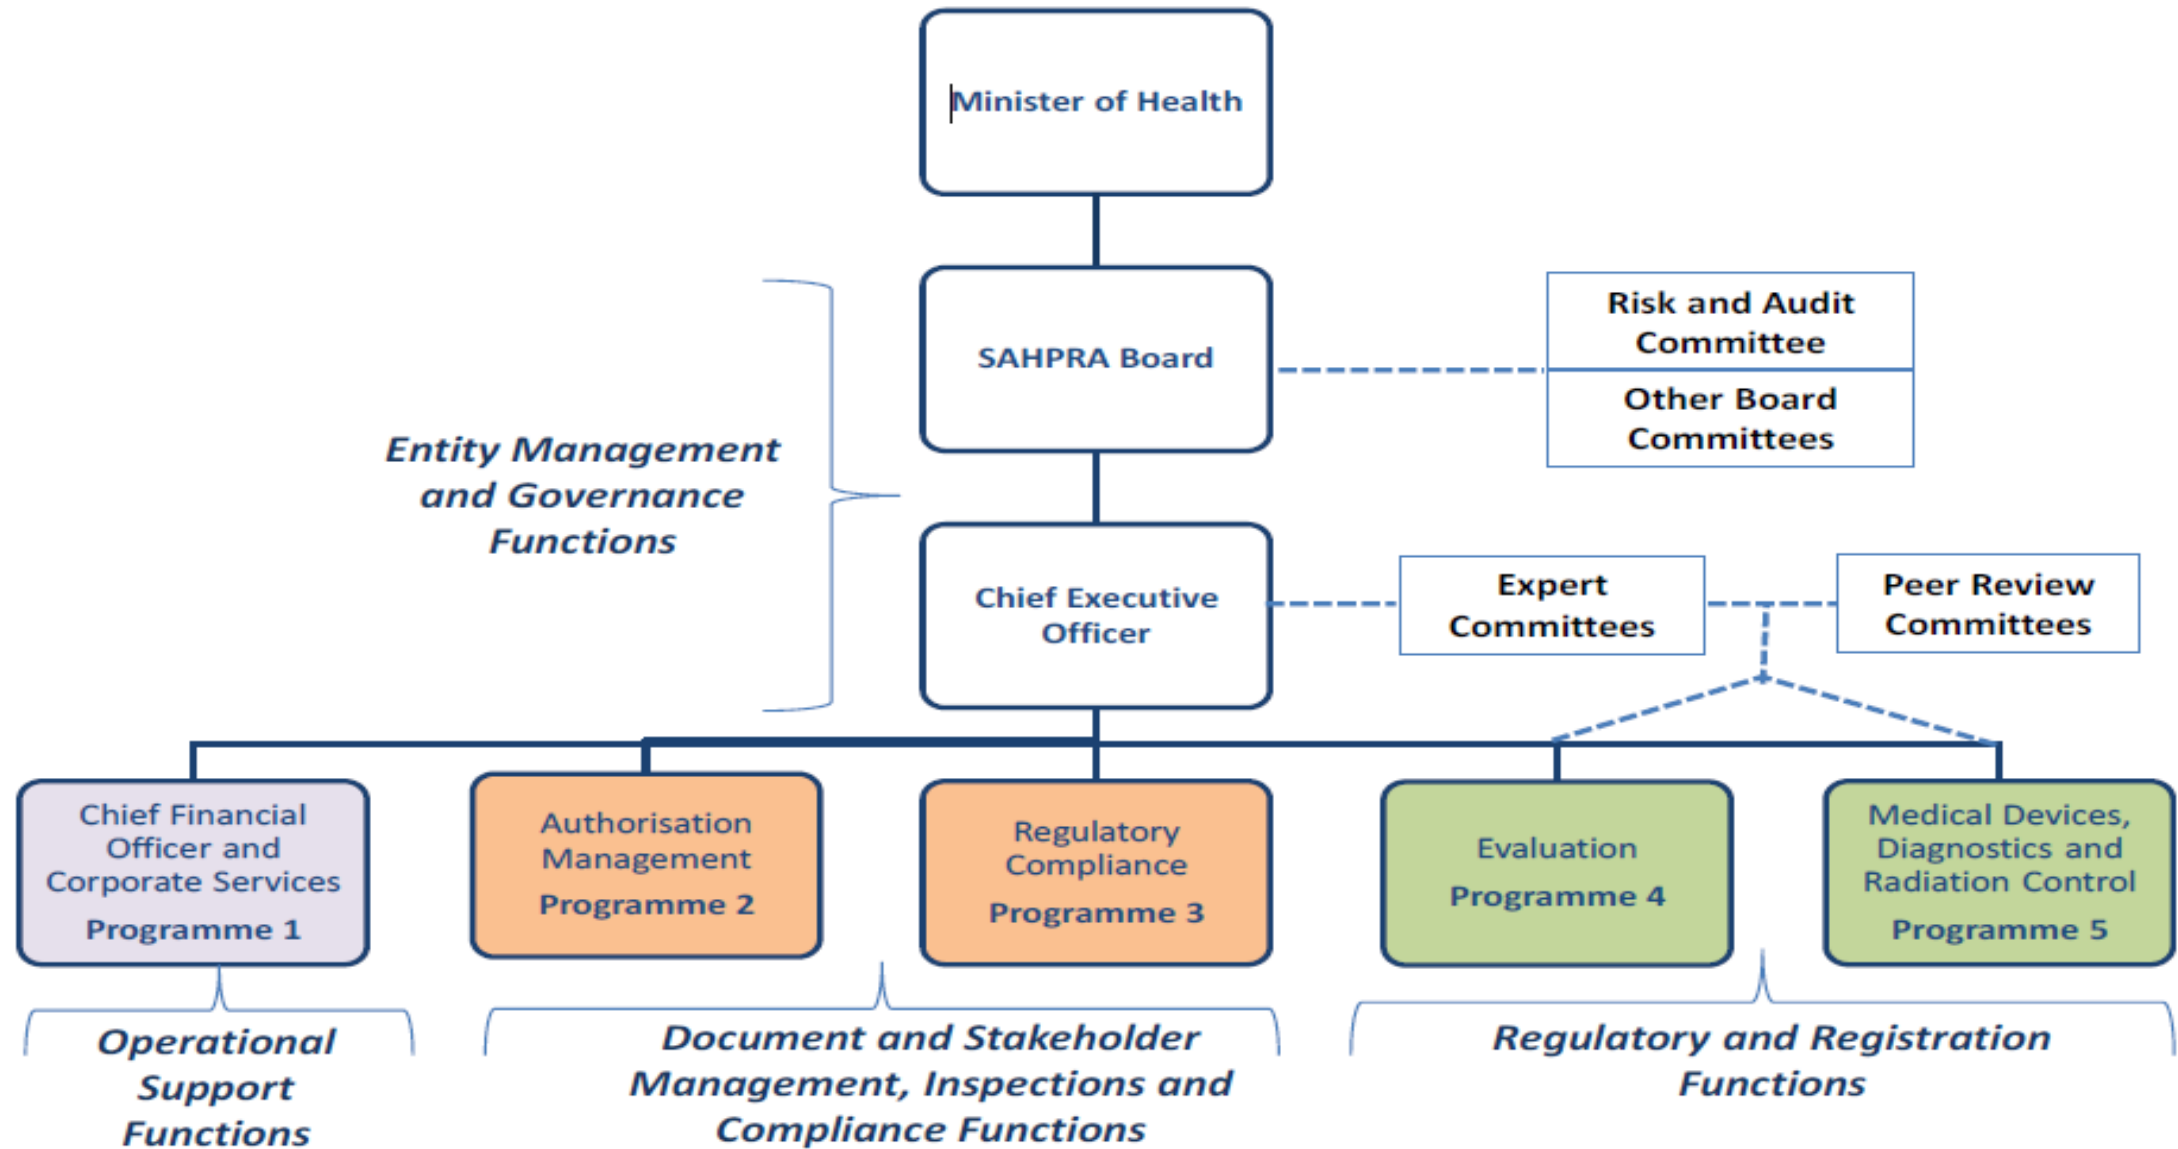 Minister of Health
SAHPRA Board
Risk and Audit
Committee
Other Board
Committees
Entity Management
and Governance
Functions
Chief Executive
Officer
Expert
Committees
Peer Review
Committees
Chief Financial
Officer and
Corporate Services
Programme 1
Authorisation
Management
Programme 2
Regulatory
Compliance
Programme 3
Evaluation
Programme 4
Medical Devices,
Diagnostics and
Radiation Control
Programme 5
Operational
Support
Functions
Document and Stakeholder
Management, Inspections and
Compliance Functions
Regulatory and Registration
Functions